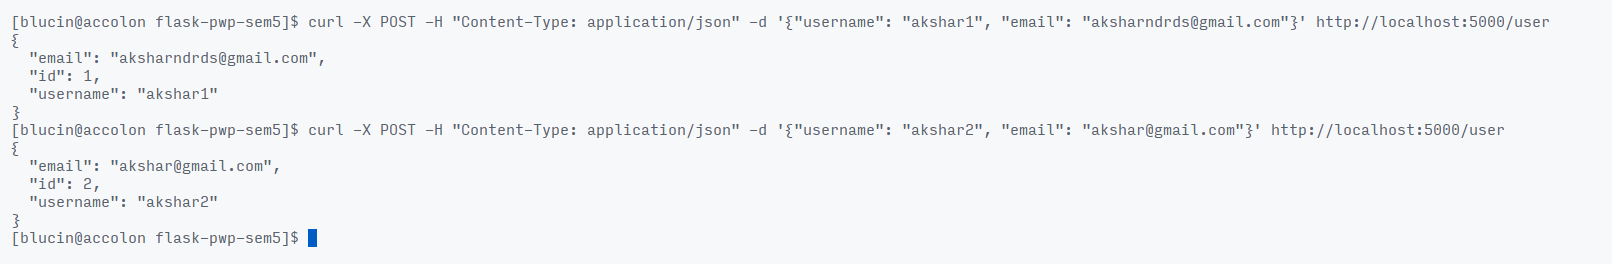 [blucin@accolon flask-pwp-sem5]$ curl -X POST -H "Content-Type: application/json" -d '{"username": "akshar1", "email": "aksharndrds@gmail.com"}' http://localhost:5000/user
{
  "email": "aksharndrds@gmail.com",
  "id": 1,
  "username": "akshar1"
}
[blucin@accolon flask-pwp-sem5]$ curl -X POST -H "Content-Type: application/json" -d '{"username": "akshar2", "email": "akshar@gmail.com"}' http://localhost:5000/user
{
  "email": "akshar@gmail.com",
  "id": 2,
  "username": "akshar2"
}
[blucin@accolon flask-pwp-sem5]$